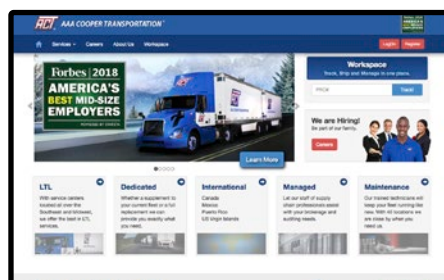 ACT AAA COOPER TRANSPORTATION
Services Careers About Us Workspace
Login Register
Forbes | 2018
AMERICA'S
BEST MID-SIZE
EMPLOYERS
Learn More
Workspace
Track, Ship and Manage in one place.
PRO#
Track!
We are Hiring!
Be part of our family.
Careers
LTL
With service centers
located all over the
Southeast and Midwest,
we offer the best in LTL
services.
Dedicated
Whether a supplement to
your current fleet or a full
replacement we can
provide you exactly what
you need.
International
Canada
Mexico
Puerto Rico
US Virgin Islands
Managed
Let our staff of supply
chain professionals assist
with your brokerage and
auditing needs.
Maintenance
Our trained technicians will
keep your fleet running like
new. With 40 locations we
are close by when you
need us.